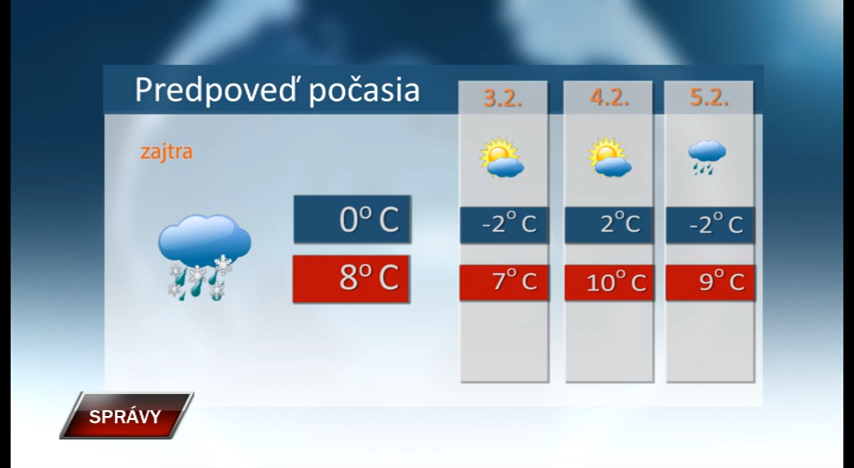 Predpoveď počasia
3.2. 4.2. 5.2.
zajtra
0° C -2° C 2°C -2° C
8° C 7° C 10° C 9° C
SPRÁVY